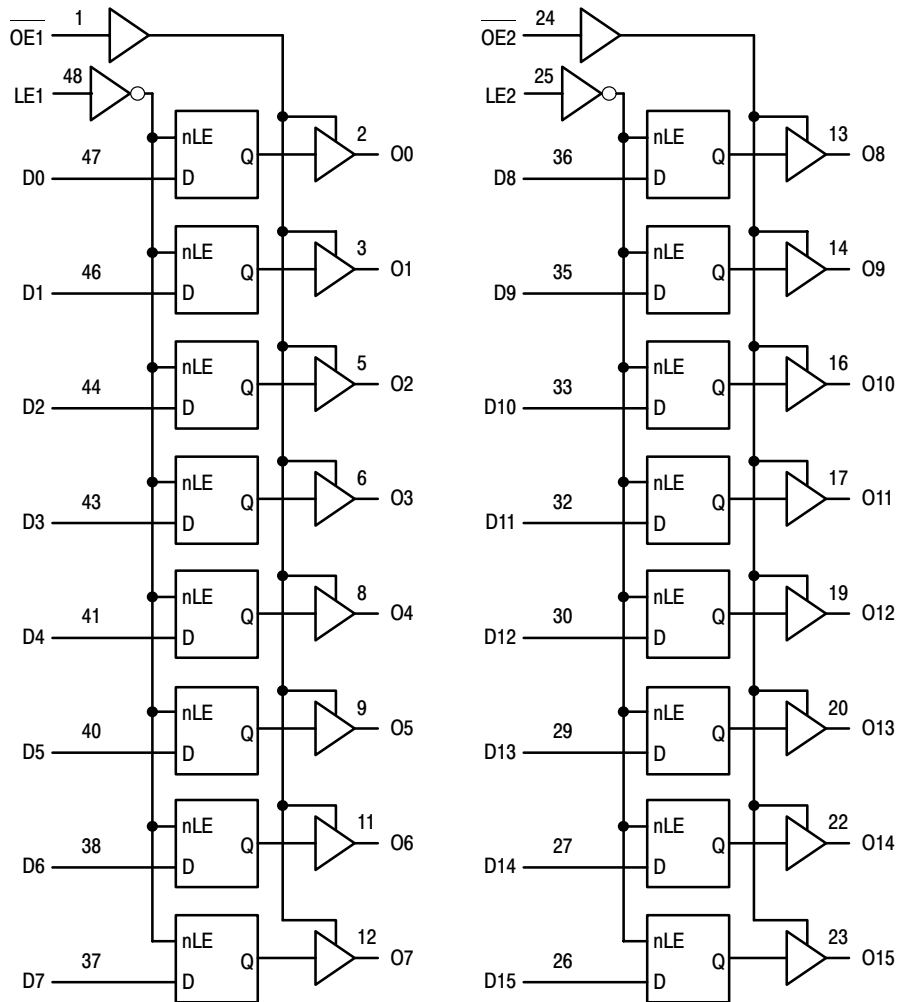 OE1 1
LE1 48
nLE
Q 2 O0
D0 47 D
nLE
Q 3 O1
D1 46 D
nLE
Q 5 O2
D2 44 D
nLE
Q 6 O3
D3 43 D
nLE
Q 8 O4
D4 41 D
nLE
Q 9 O5
D5 40 D
nLE
Q 11 O6
D6 38 D
nLE
Q 12 O7
D7 37 D
OE2 24
LE2 25
nLE
Q 13 O8
D8 36 D
nLE
Q 14 O9
D9 35 D
nLE
Q 16 O10
D10 33 D
nLE
Q 17 O11
D11 32 D
nLE
Q 19 O12
D12 30 D
nLE
Q 20 O13
D13 29 D
nLE
Q 22 O14
D14 27 D
nLE
Q 23 O15
D15 26 D